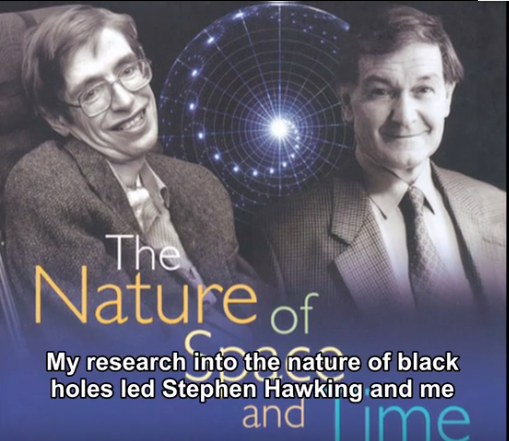 The
Nature of
Space
and Time
My research into the nature of black
holes led Stephen Hawking and me